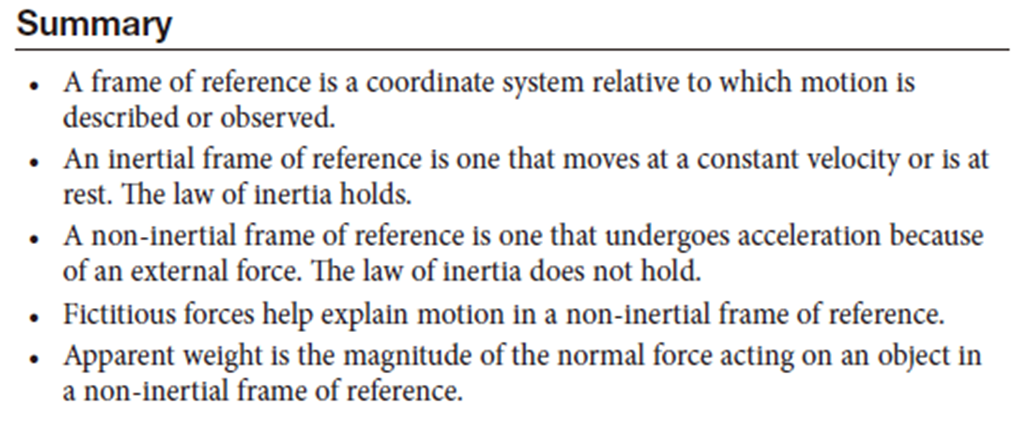 Summary
• A frame of reference is a coordinate system relative to which motion is
described or observed.
• An inertial frame of reference is one that moves at a constant velocity or is at
rest. The law of inertia holds.
• A non-inertial frame of reference is one that undergoes acceleration because
of an external force. The law of inertia does not hold.
• Fictitious forces help explain motion in a non-inertial frame of reference.
• Apparent weight is the magnitude of the normal force acting on an object in
a non-inertial frame of reference.